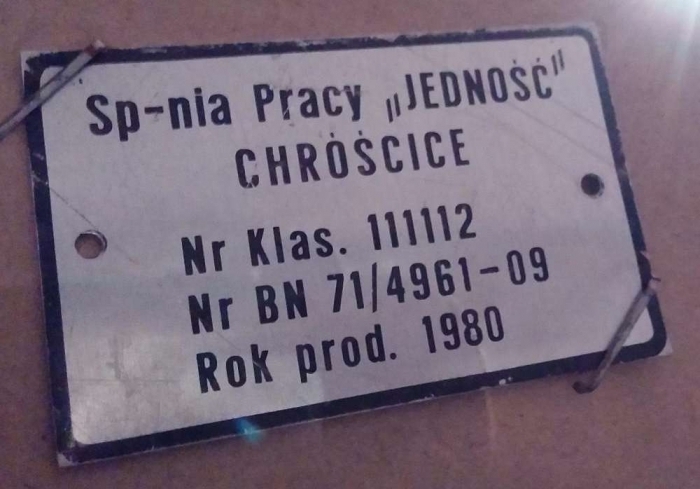 Sp-nia Pracy „JEDNOŚĆ"
CHRÓŚCICE
Nr Klas. 111112
Nr BN 71/4961-09
Rok prod. 1980